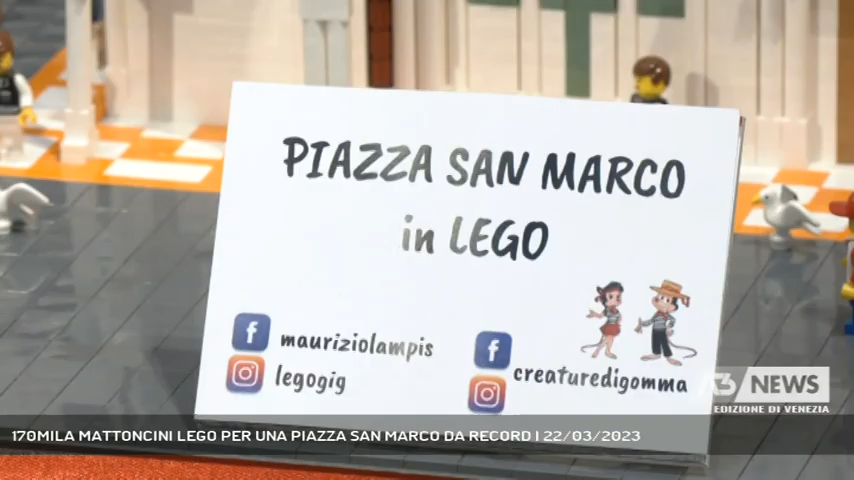 PIAZZA SAN MARCO
in LEGO
mauriziolampis
legogig
creaturedigomma
A3 NEWS
EDIZIONE DI VENEZIA
170MILA MATTONCINI LEGO PER UNA PIAZZA SAN MARCO DA RECORD | 22/03/2023